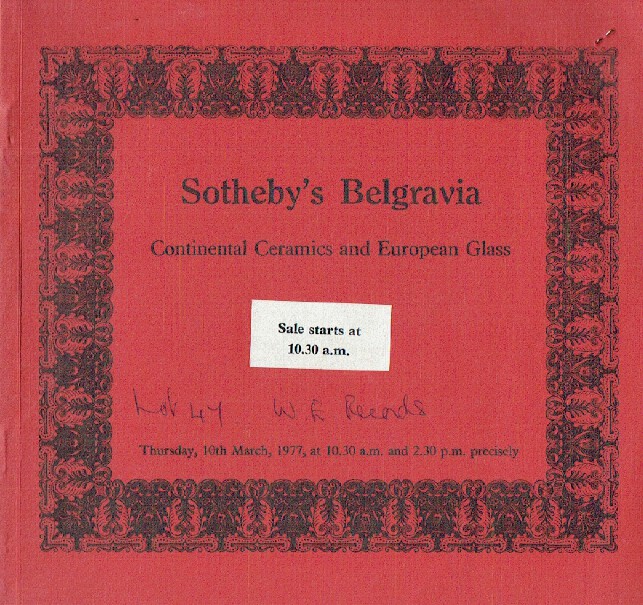 Sotheby's Belgravia
Continental Ceramics and European Glass
Sale starts at
10.30 a.m.
Lot 47 W E Records
Thursday, 10th March, 1977, at 10.30 a.m. and 2.30 p.m. precisely